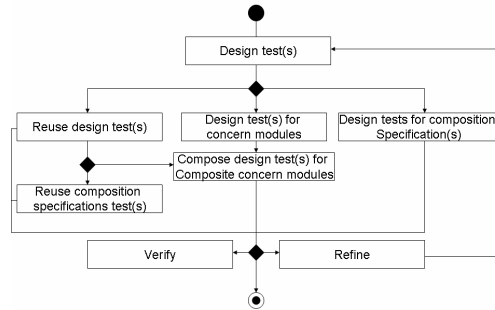 Design test(s)
Reuse design test(s)
Design test(s) for
concern modules
Design tests for composition
Specification(s)
Compose design test(s) for
Composite concern modules
Reuse composition
specifications test(s)
Verify
Refine